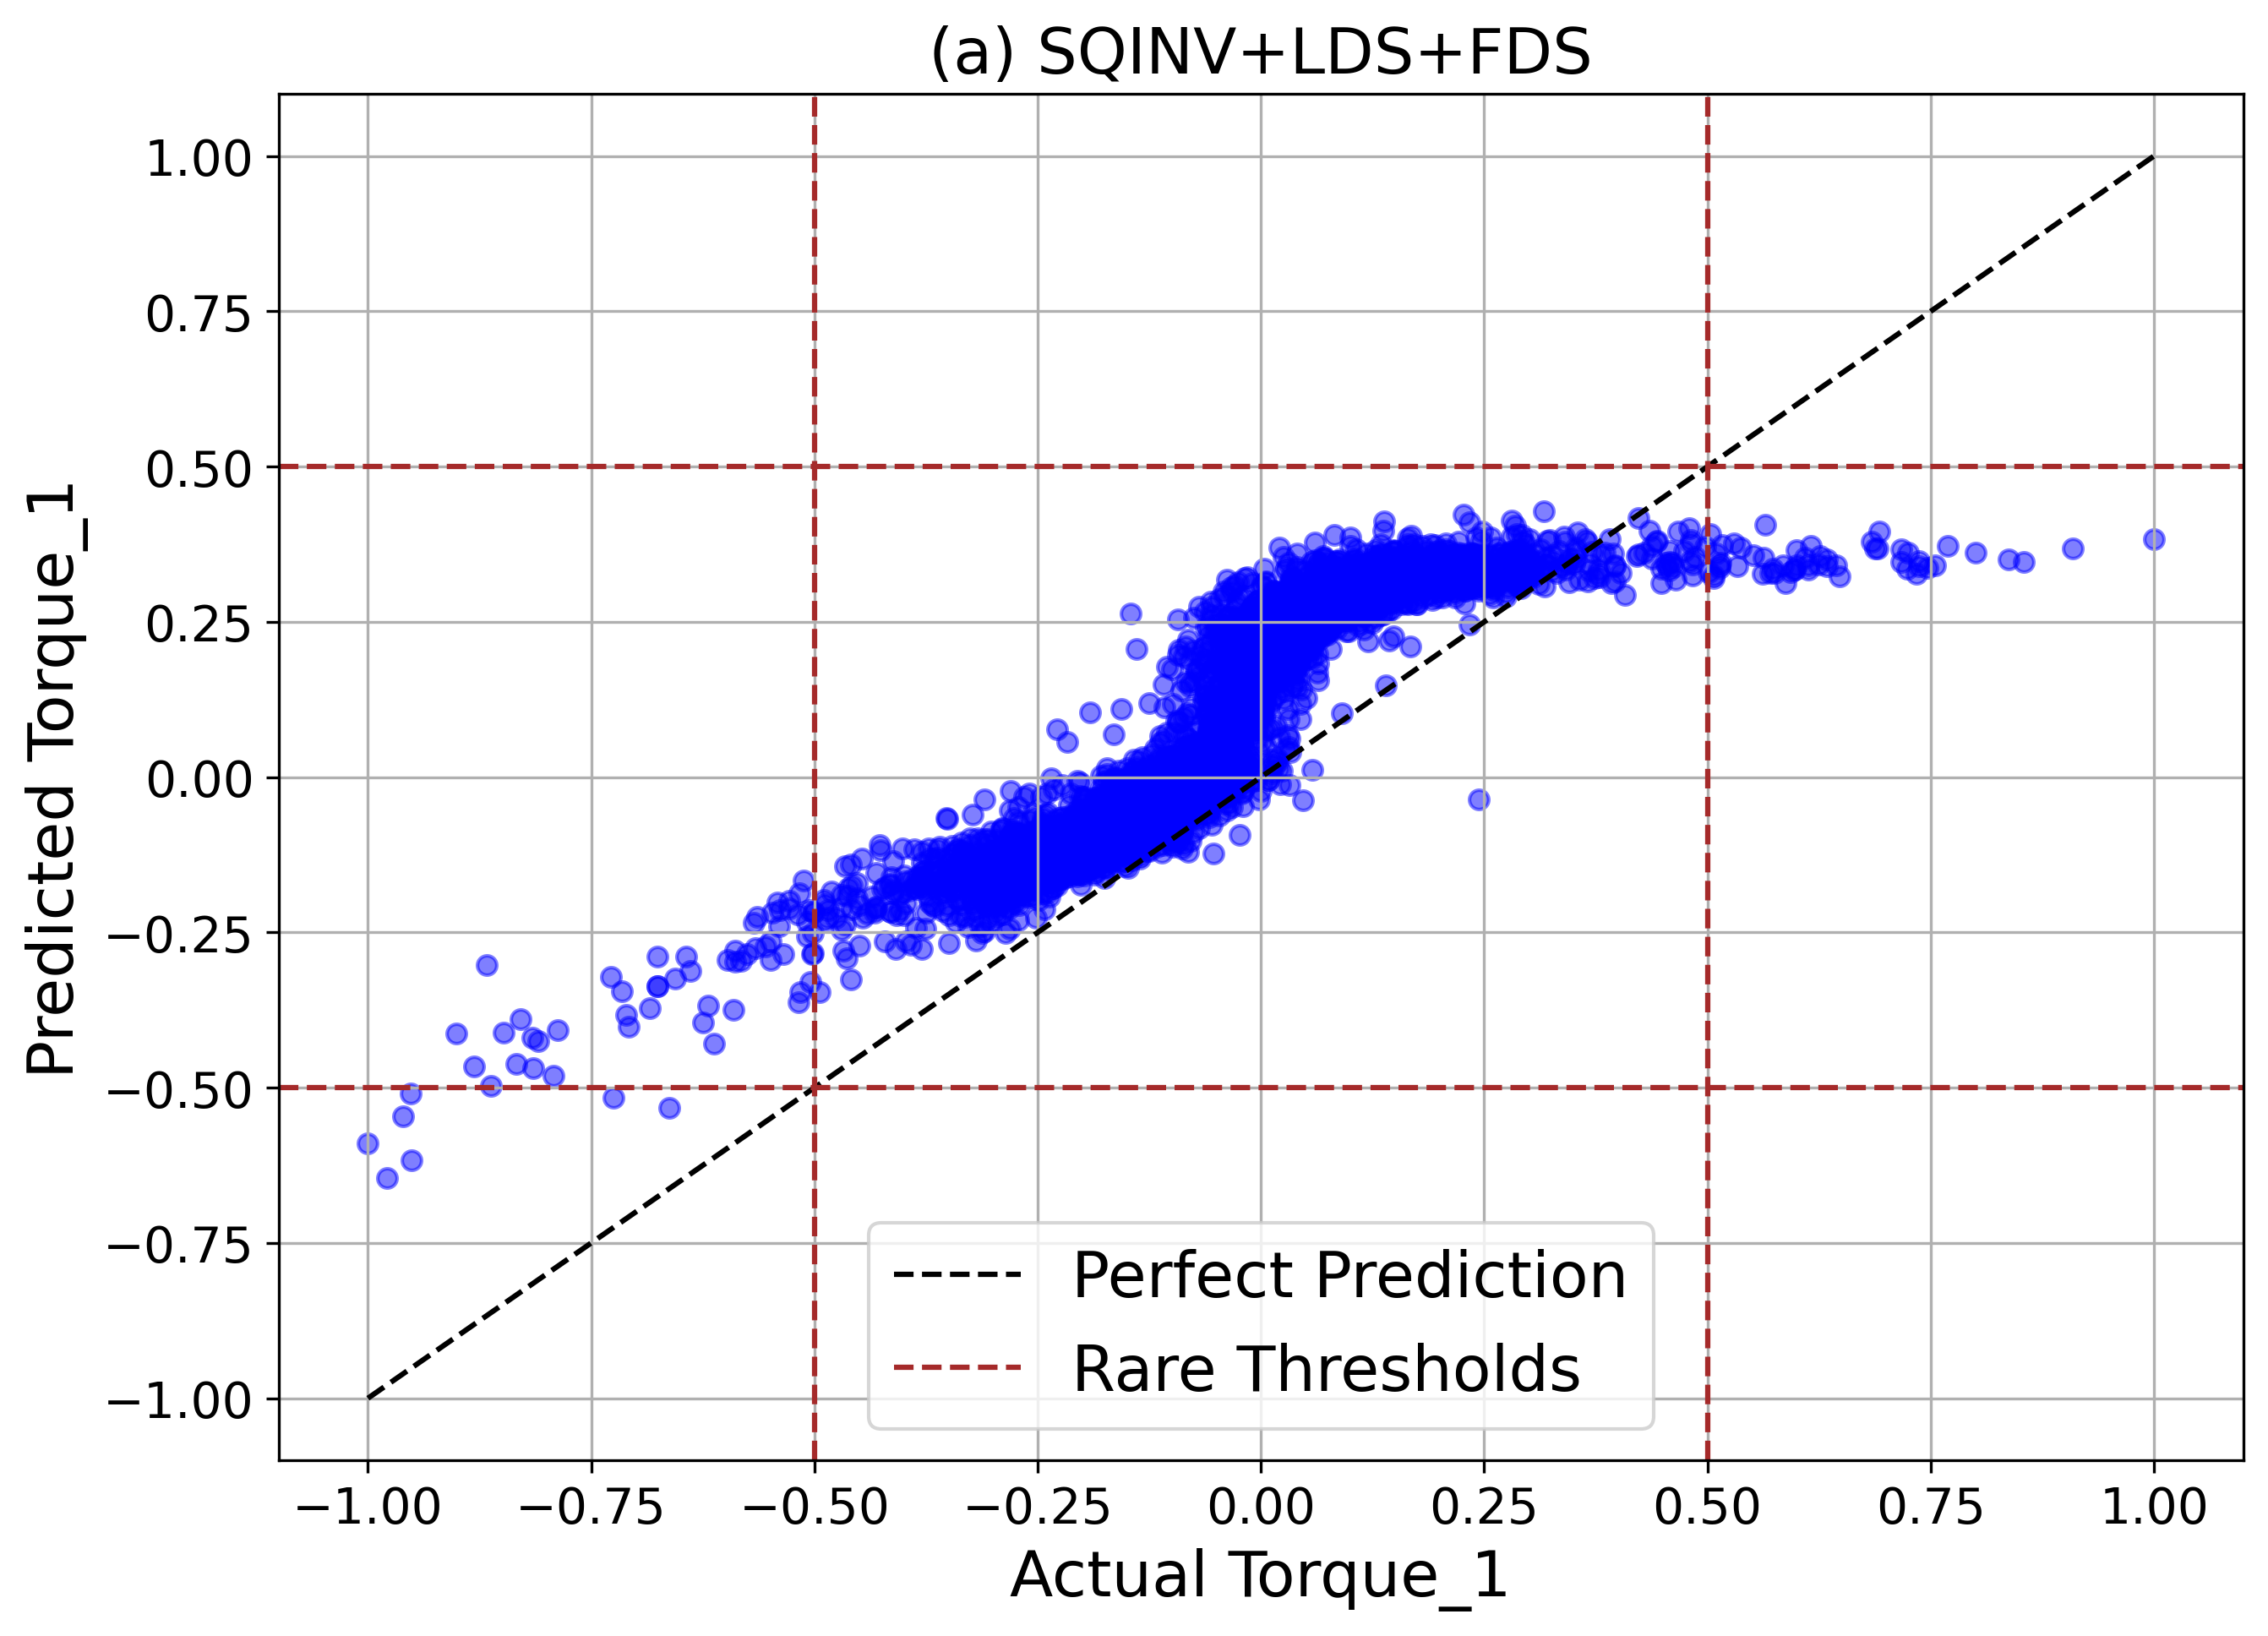 (a) SQINV+LDS+FDS
1.00
0.75
0.50
0.25
0.00
−0.25
−0.50
−0.75
−1.00
Predicted Torque_1
Perfect Prediction
Rare Thresholds
−1.00 −0.75 −0.50 −0.25 0.00 0.25 0.50 0.75 1.00
Actual Torque_1